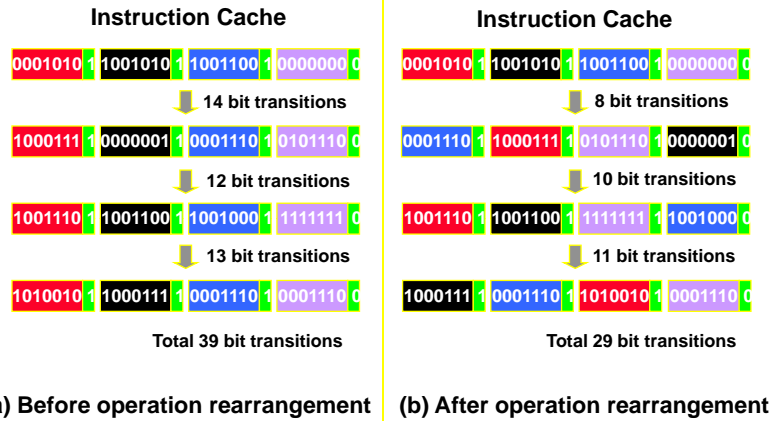 Instruction Cache
0001010 1 1001010 1 1001100 1 0000000 0
14 bit transitions
1000111 1 0000001 1 0001110 1 0101110 0
12 bit transitions
1001110 1 1001100 1 1001000 1 1111111 0
13 bit transitions
1010010 1 1000111 1 0001110 1 0001110 0
Total 39 bit transitions
) Before operation rearrangement
Instruction Cache
0001010 1 1001010 1 1001100 1 0000000 0
8 bit transitions
0001110 1 1000111 1 0101110 1 0000001 0
10 bit transitions
1001110 1 1001100 1 1111111 1 1001000 0
11 bit transitions
1000111 1 0001110 1 1010010 1 0001110 0
Total 29 bit transitions
(b) After operation rearrangement